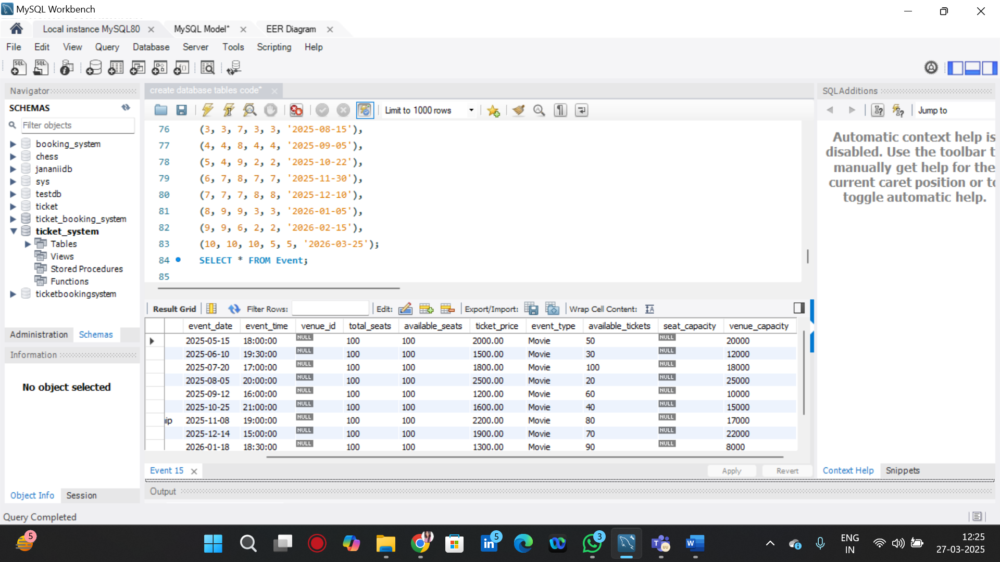 MySQL Workbench
Local instance MySQL80
MySQL Model*
EER Diagram
File Edit View Query Database Server Tools Scripting Help
Navigator
SCHEMAS
Filter objects
booking_system
chess
jananiidb
sys
testdb
ticket
ticket_booking_system
ticket_system
Tables
Views
Stored Procedures
Functions
ticketbookingsystem
Administration Schemas
Information
No object selected
Object Info Session
create database tables code*
Limit to 1000 rows
76 (3, 3, 7, 3, 3, '2025-08-15'),
77 (4, 4, 8, 4, 4, '2025-09-05'),
78 (5, 4, 9, 2, 2, '2025-10-22'),
79 (6, 7, 8, 7, 7, '2025-11-30'),
80 (7, 7, 7, 8, 8, '2025-12-10'),
81 (8, 9, 9, 3, 3, '2026-01-05'),
82 (9, 9, 6, 2, 2, '2026-02-15'),
83 (10, 10, 10, 5, 5, '2026-03-25');
84 SELECT * FROM Event;
85
Result Grid Filter Rows: Edit: Export/Import: Wrap Cell Content:
event_date event_time venue_id total_seats available_seats ticket_price event_type available_tickets seat_capacity venue_capacity
2025-05-15 18:00:00 NULL 100 100 2000.00 Movie 50 NULL 20000
2025-06-10 19:30:00 NULL 100 100 1500.00 Movie 30 NULL 12000
2025-07-20 17:00:00 NULL 100 100 1800.00 Movie 100 NULL 18000
2025-08-05 20:00:00 NULL 100 100 2500.00 Movie 20 NULL 25000
2025-09-12 16:00:00 NULL 100 100 1200.00 Movie 60 NULL 10000
2025-10-25 21:00:00 NULL 100 100 1600.00 Movie 40 NULL 15000
ip 2025-11-08 19:00:00 NULL 100 100 2200.00 Movie 80 NULL 17000
2025-12-14 15:00:00 NULL 100 100 1900.00 Movie 70 NULL 22000
2026-01-18 18:30:00 NULL 100 100 1300.00 Movie 90 NULL 8000
Event 15
Apply Revert
Output
SQLAdditions
Jump to
Automatic context help is
disabled. Use the toolbar t
manually get help for the
current caret position or to
toggle automatic help.
Context Help Snippets
Query Completed
5
5
3
ENG
IN
12:25
27-03-2025